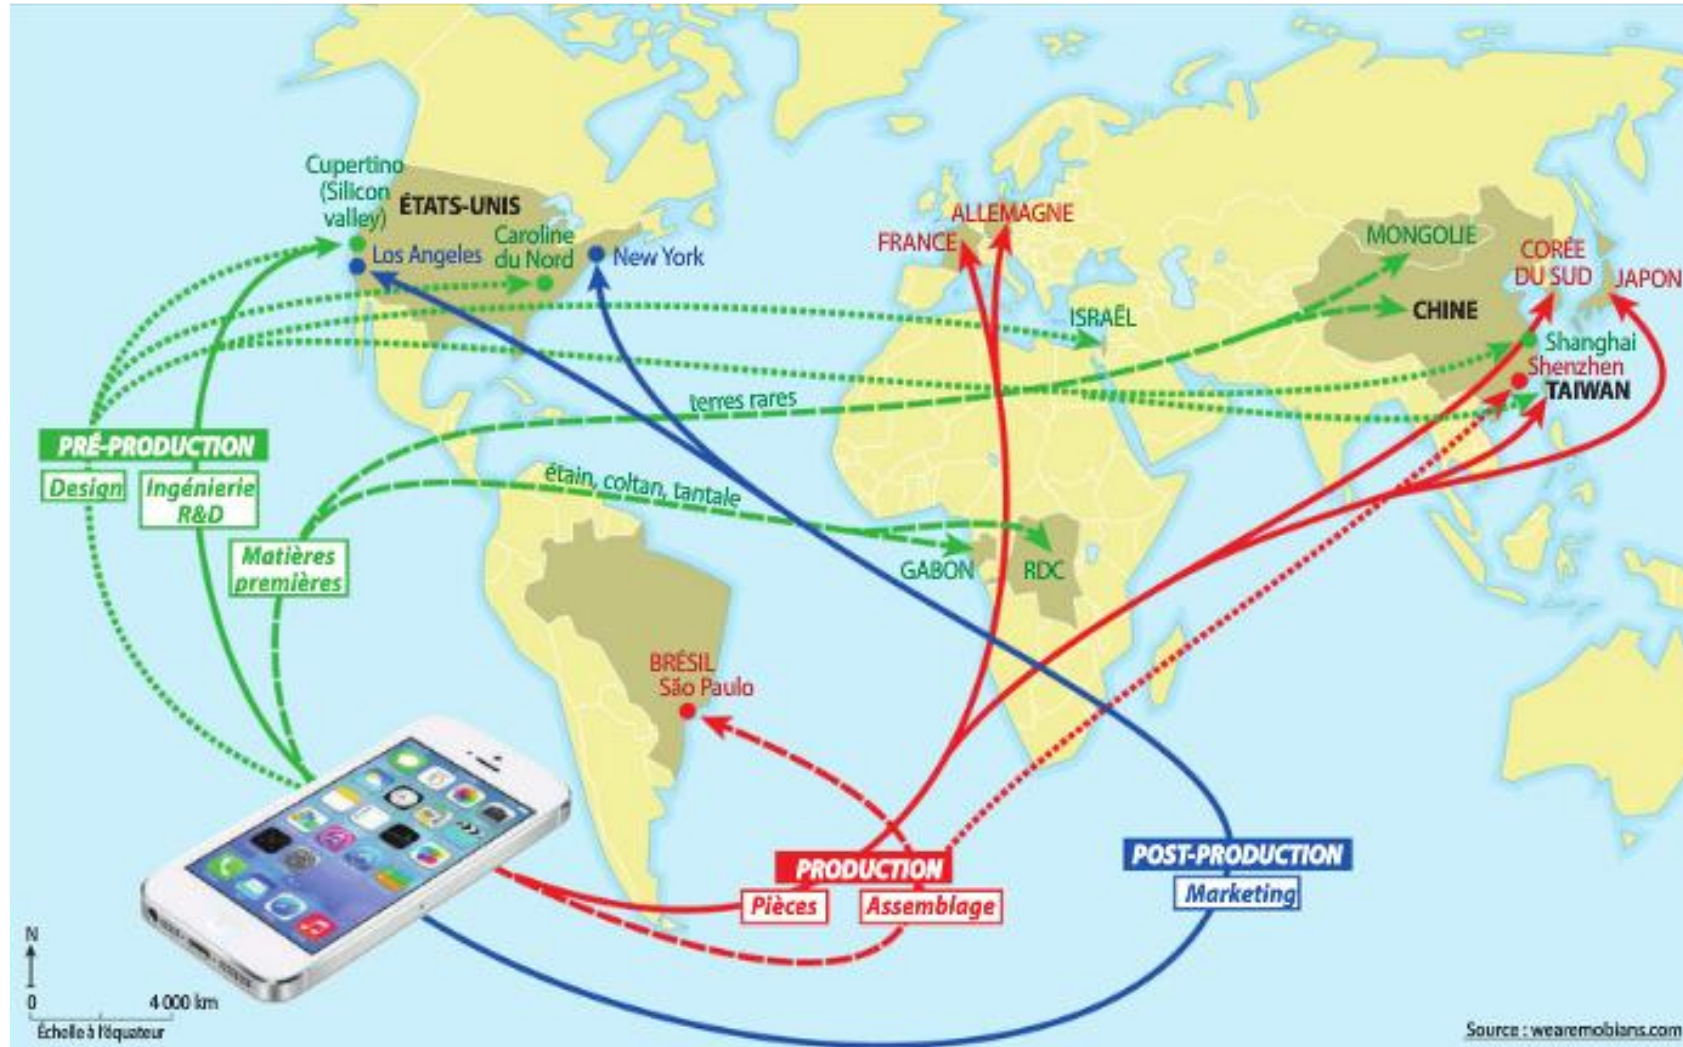 Cupertino
(Silicon
valley)
ÉTATS-UNIS
Los Angeles
Caroline
du Nord
New York
ALLEMAGNE
FRANCE
MONGOLIE
CORÉE
DU SUD
JAPON
ISRAËL
CHINE
Shanghai
Shenzhen
TAIWAN
terres rares
PRÉ-PRODUCTION
Design
Ingénierie
R&D
étain, coltan, tantale
Matières
premières
GABON
RDC
BRÉSIL
São Paulo
PRODUCTION
Pièces
Assemblage
POST-PRODUCTION
Marketing
N
0
4 000 km
Échelle à l'équateur
Source : wearemobians.com